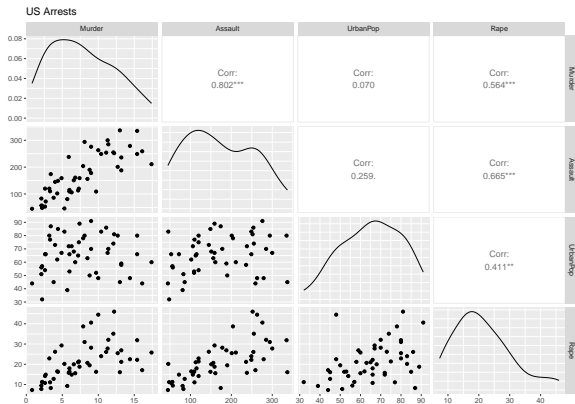 US Arrests
Murder Assault UrbanPop Rape
0.08
0.06
0.04
0.02
0.00
Corr:
0.802***
Corr:
0.070
Corr:
0.564***
Murder
300
200
100
Corr:
0.259.
Corr:
0.665***
Assault
90
80
70
60
50
40
30
Corr:
0.411**
UrbanPop
40
30
20
10
Rape
0 5 10 15 100 200 300 30 40 50 60 70 80 90 10 20 30 40